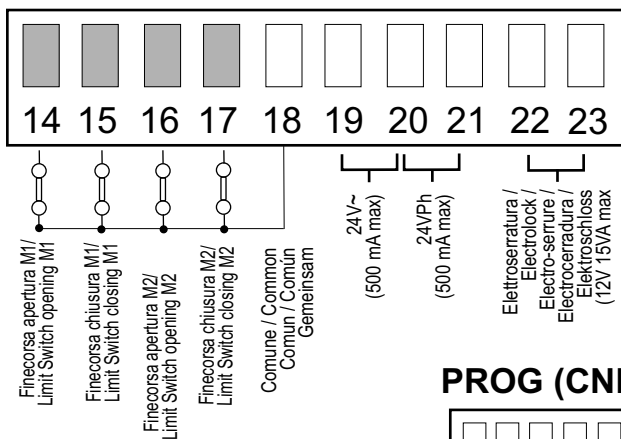 14 15 16 17 18 19 20 21 22 23
Finecorsa apertura M1/
Limit Switch opening M1
Finecorsa chiusura M1/
Limit Switch closing M1
Finecorsa apertura M2/
Limit Switch opening M2
Finecorsa chiusura M2/
Limit Switch closing M2
Comune / Common
Comun / Común
Gemeinsam
24V~
(500 mA max)
24VPh
(500 mA max)
Elettroserratura /
Electrolock /
Electro-serrure /
Electrocerradura /
Elektroschloss
(12V 15VA max
PROG (CN